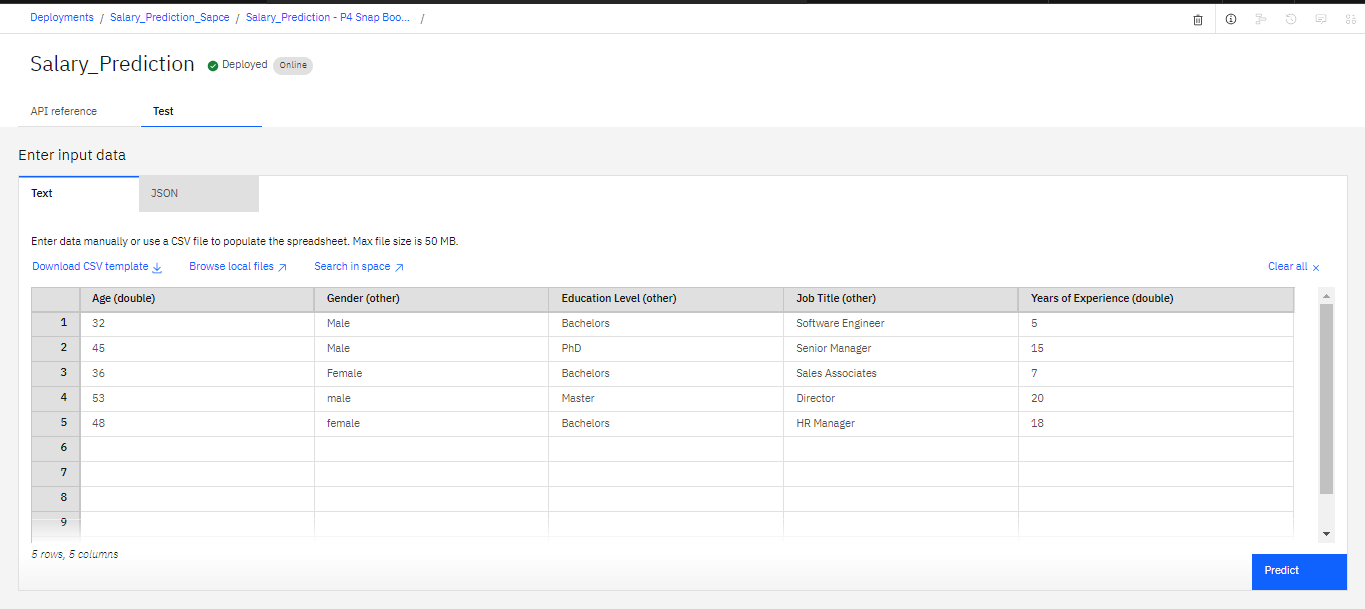 Deployments / Salary_Prediction_Sapce / Salary_Prediction - P4 Snap Boo... /
Salary_Prediction Deployed Online
API reference Test
Enter input data
Text JSON
Enter data manually or use a CSV file to populate the spreadsheet. Max file size is 50 MB.
Download CSV template Browse local files Search in space Clear all
Age (double) Gender (other) Education Level (other) Job Title (other) Years of Experience (double)
1 32 Male Bachelors Software Engineer 5
2 45 Male PhD Senior Manager 15
3 36 Female Bachelors Sales Associates 7
4 53 male Master Director 20
5 48 female Bachelors HR Manager 18
6
7
8
9
5 rows, 5 columns
Predict